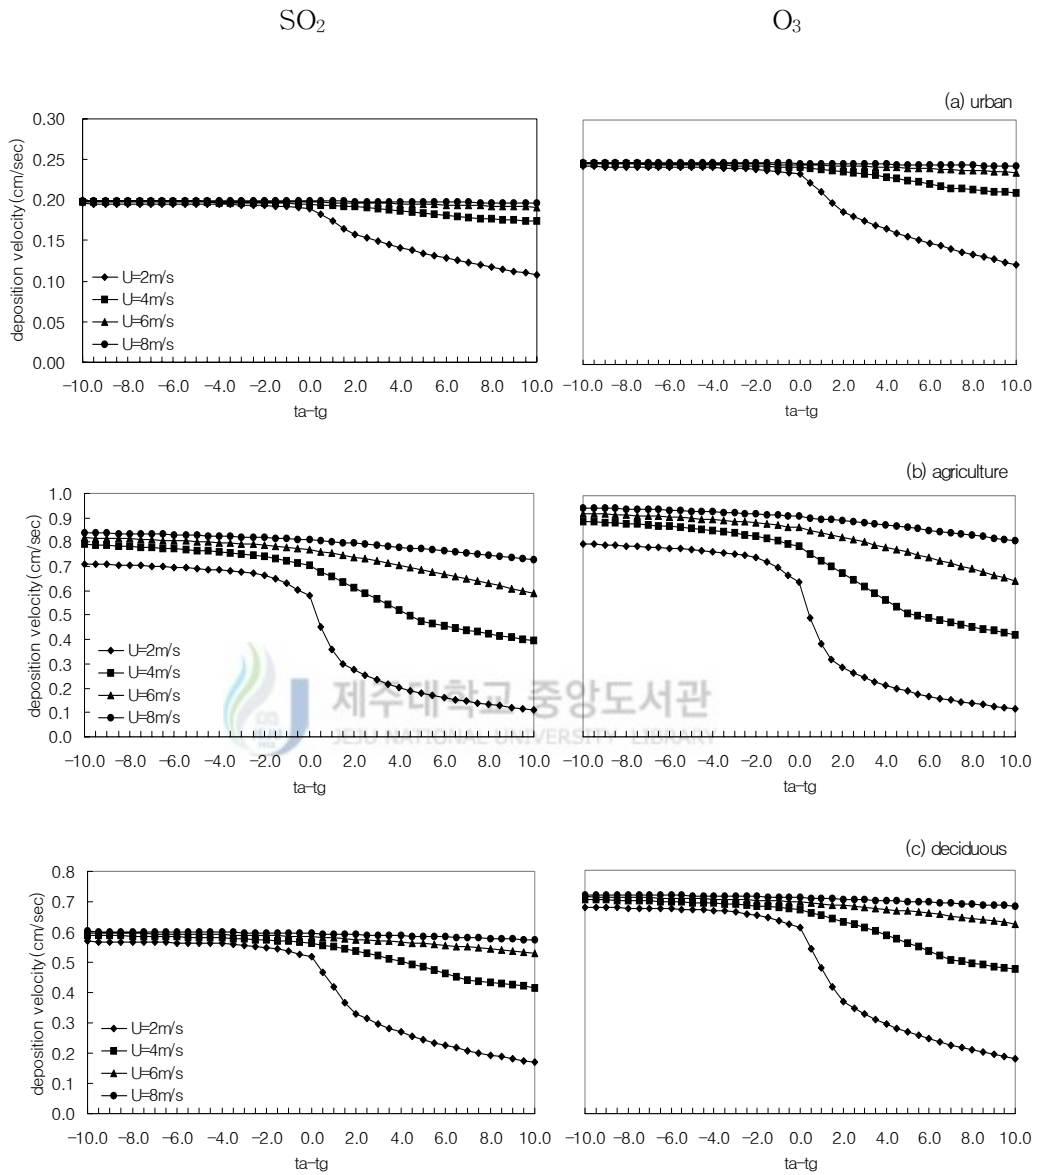 SO2
O3
(a) urban
deposition velocity(cm/sec)
0.30
0.25
0.20
0.15
0.10
0.05
0.00
U=2m/s
U=4m/s
U=6m/s
U=8m/s
-10.0 -8.0 -6.0 -4.0 -2.0 0.0 2.0 4.0 6.0 8.0 10.0
ta-tg
-10.0 -8.0 -6.0 -4.0 -2.0 0.0 2.0 4.0 6.0 8.0 10.0
ta-tg
(b) agriculture
deposition velocity(cm/sec)
1.0
0.9
0.8
0.7
0.6
0.5
0.4
0.3
0.2
0.1
0.0
U=2m/s
U=4m/s
U=6m/s
U=8m/s
제주대학교 중앙도서관
JEJU NATIONAL UNIVERSITY LIBRARY
-10.0 -8.0 -6.0 -4.0 -2.0 0.0 2.0 4.0 6.0 8.0 10.0
ta-tg
-10.0 -8.0 -6.0 -4.0 -2.0 0.0 2.0 4.0 6.0 8.0 10.0
ta-tg
(c) deciduous
deposition velocity(cm/sec)
0.8
0.7
0.6
0.5
0.4
0.3
0.2
0.1
0.0
U=2m/s
U=4m/s
U=6m/s
U=8m/s
-10.0 -8.0 -6.0 -4.0 -2.0 0.0 2.0 4.0 6.0 8.0 10.0
ta-tg
-10.0 -8.0 -6.0 -4.0 -2.0 0.0 2.0 4.0 6.0 8.0 10.0
ta-tg